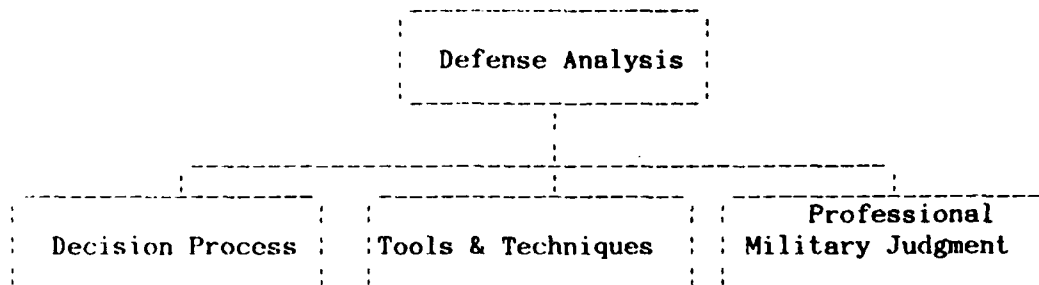 Defense Analysis
Professional
Decision Process Tools & Techniques Military Judgment